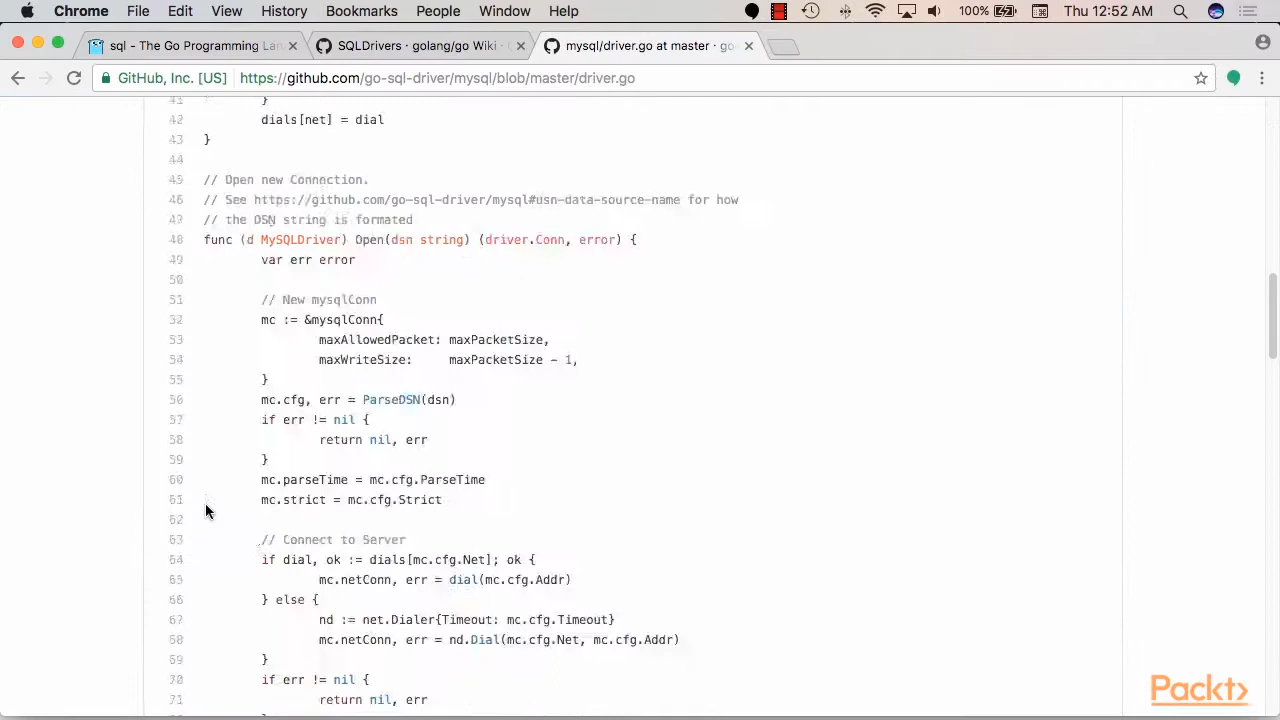 Chrome File Edit View History Bookmarks People Window Help 100% Thu 12:52 AM
sql - The Go Programming Lan SQLDrivers · golang/go Wiki · mysql/driver.go at master · go-
GitHub, Inc. [US] https://github.com/go-sql-driver/mysql/blob/master/driver.go
41 }
42 dials[net] = dial
43 }
44
45 // Open new Connection.
46 // See https://github.com/go-sql-driver/mysql#dsn-data-source-name for how
47 // the DSN string is formated
48 func (d MySQLDriver) Open(dsn string) (driver.Conn, error) {
49 var err error
50
51 // New mysqlConn
52 mc := &mysqlConn{
53 maxAllowedPacket: maxPacketSize,
54 maxWriteSize: maxPacketSize - 1,
55 }
56 mc.cfg, err = ParseDSN(dsn)
57 if err != nil {
58 return nil, err
59 }
60 mc.parseTime = mc.cfg.ParseTime
61 mc.strict = mc.cfg.Strict
62
63 // Connect to Server
64 if dial, ok := dials[mc.cfg.Net]; ok {
65 mc.netConn, err = dial(mc.cfg.Addr)
66 } else {
67 nd := net.Dialer{Timeout: mc.cfg.Timeout}
68 mc.netConn, err = nd.Dial(mc.cfg.Net, mc.cfg.Addr)
69 }
70 if err != nil {
71 return nil, err
Packt>